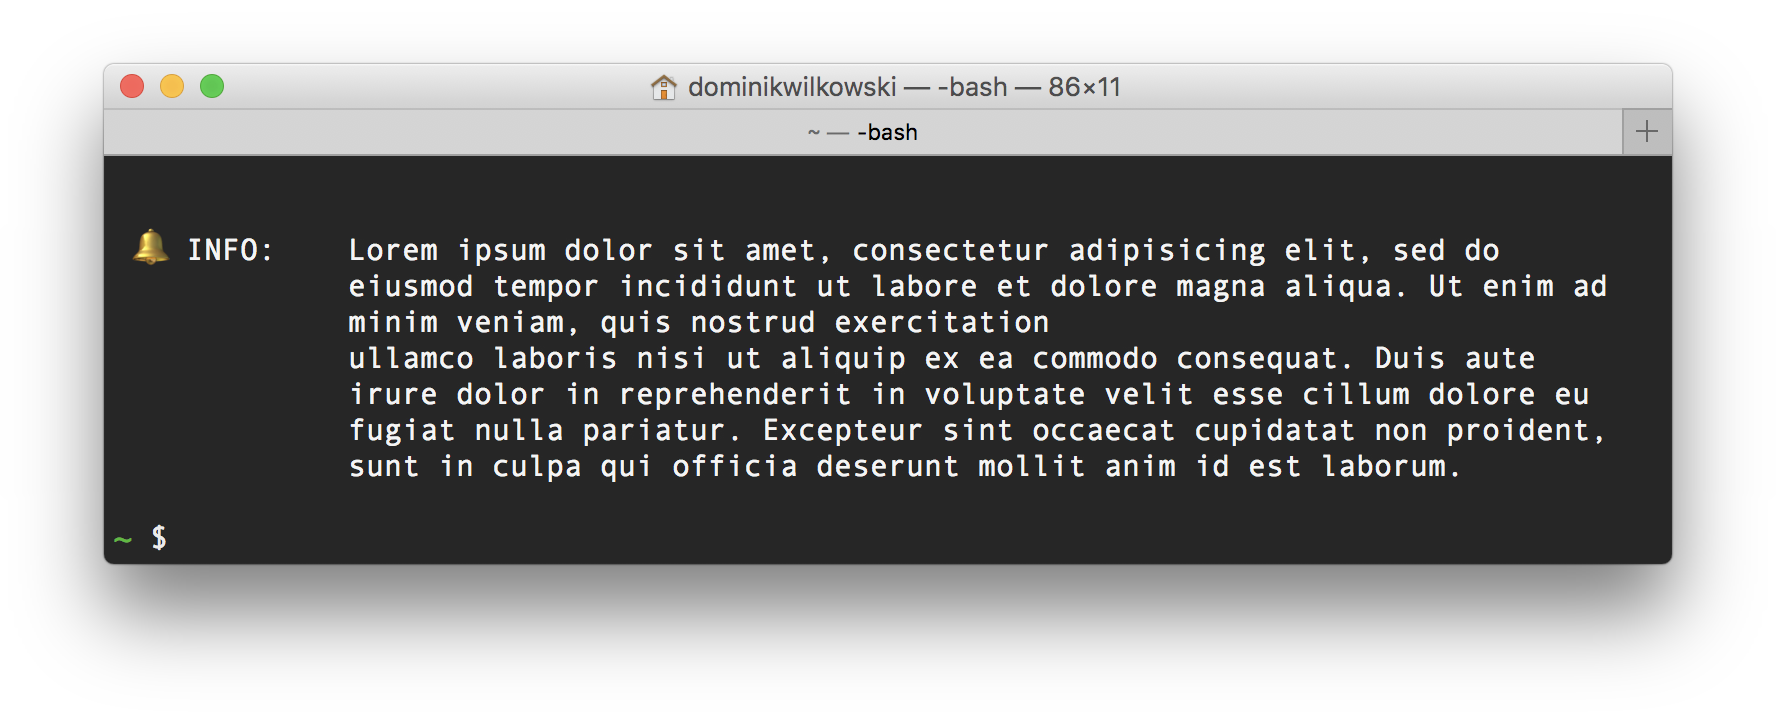 dominikwilkowski — -bash — 86×11
~ — -bash
INFO: Lorem ipsum dolor sit amet, consectetur adipisicing elit, sed do
eiusmod tempor incididunt ut labore et dolore magna aliqua. Ut enim ad
minim veniam, quis nostrud exercitation
ullamco laboris nisi ut aliquip ex ea commodo consequat. Duis aute
irure dolor in reprehenderit in voluptate velit esse cillum dolore eu
fugiat nulla pariatur. Excepteur sint occaecat cupidatat non proident,
sunt in culpa qui officia deserunt mollit anim id est laborum.
~ $